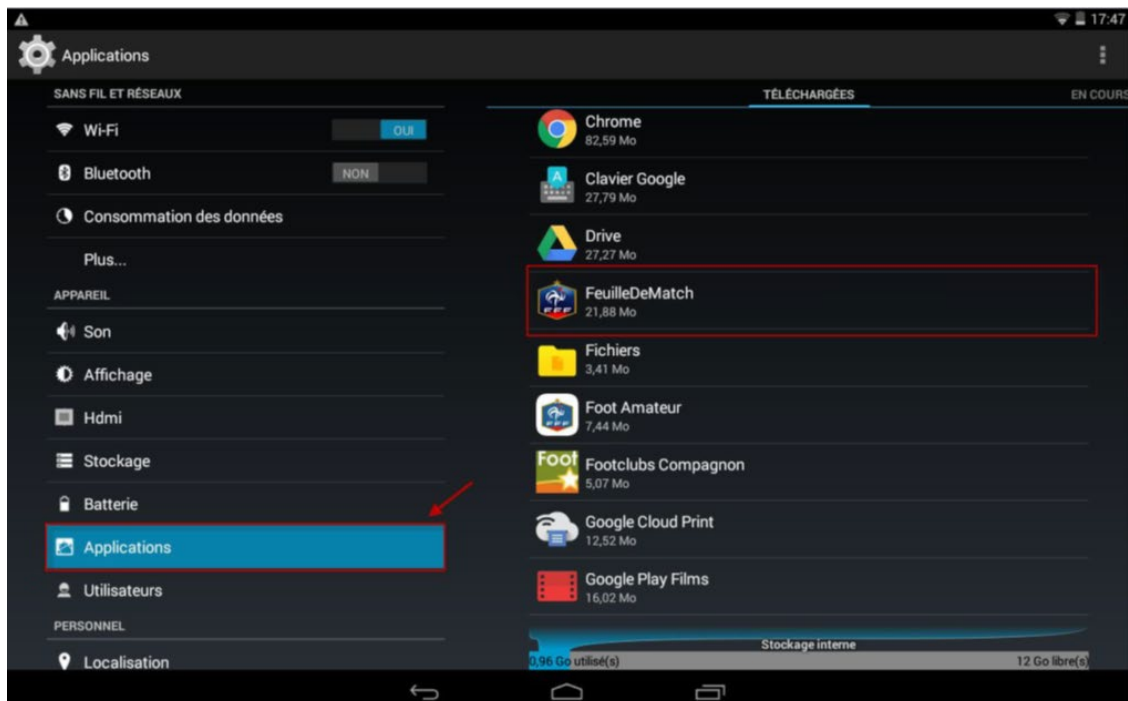 17:47
Applications
SANS FIL ET RÉSEAUX
Wi-Fi
OUI
Bluetooth
NON
Consommation des données
Plus...
APPAREIL
Son
Affichage
Hdmi
Stockage
Batterie
Applications
Utilisateurs
PERSONNEL
Localisation
TÉLÉCHARGÉES
EN COURS
Chrome
82,59 Mo
A
Clavier Google
27,79 Mo
Drive
27,27 Mo
FFF
FeuilleDeMatch
21,88 Mo
Fichiers
3,41 Mo
FFF
Foot Amateur
7,44 Mo
Foot
Footclubs Compagnon
5,07 Mo
Google Cloud Print
12,52 Mo
Google Play Films
16,02 Mo
Stockage interne
0,96 Go utilisé(s)
12 Go libre(s)